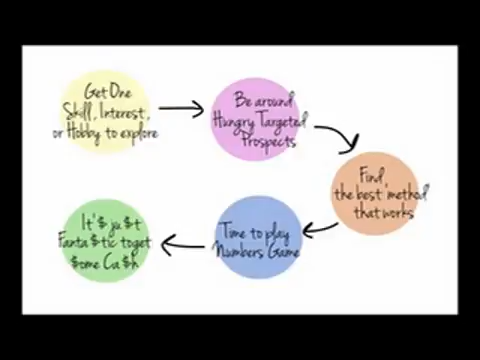 Get One
Skill, Interest,
or Hobby to explore
Be around
Hungry Targeted
Prospects
Find
the best method
that works
Time to play
Numbers Game
It'$ ju $t
Fanta $tic toget
$ome Ca $h